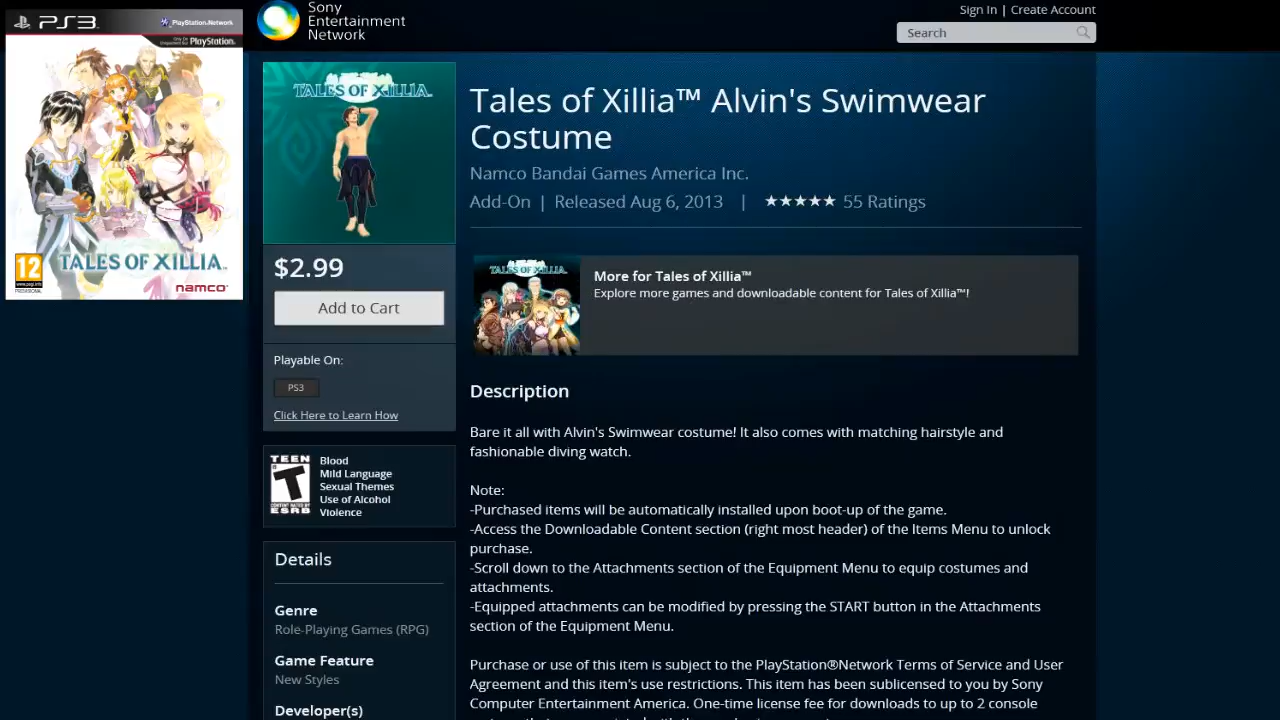 PS3
PlayStation Network
Only On
PlayStation
12
www.pegi.info
TALES OF XILLIA™
NAMCO
Sony
Entertainment
Network
Sign In | Create Account
Search
TALES OF XILLIA™
$2.99
Add to Cart
Playable On:
PS3
Click Here to Learn How
TEEN
T
ESRB
Blood
Mild Language
Sexual Themes
Use of Alcohol
Violence
Details
Genre
Role-Playing Games (RPG)
Game Feature
New Styles
Developer(s)
Tales of Xillia™ Alvin's Swimwear
Costume
Namco Bandai Games America Inc.
Add-On | Released Aug 6, 2013 | ★★★★★ 55 Ratings
TALES OF XILLIA
More for Tales of Xillia™
Explore more games and downloadable content for Tales of Xillia™!
Description
Bare it all with Alvin's Swimwear costume! It also comes with matching hairstyle and
fashionable diving watch.
Note:
-Purchased items will be automatically installed upon boot-up of the game.
-Access the Downloadable Content section (right most header) of the Items Menu to unlock
purchase.
-Scroll down to the Attachments section of the Equipment Menu to equip costumes and
attachments.
-Equipped attachments can be modified by pressing the START button in the Attachments
section of the Equipment Menu.
Purchase or use of this item is subject to the PlayStation®Network Terms of Service and User
Agreement and this item's use restrictions. This item has been sublicensed to you by Sony
Computer Entertainment America. One-time license fee for downloads to up to 2 console